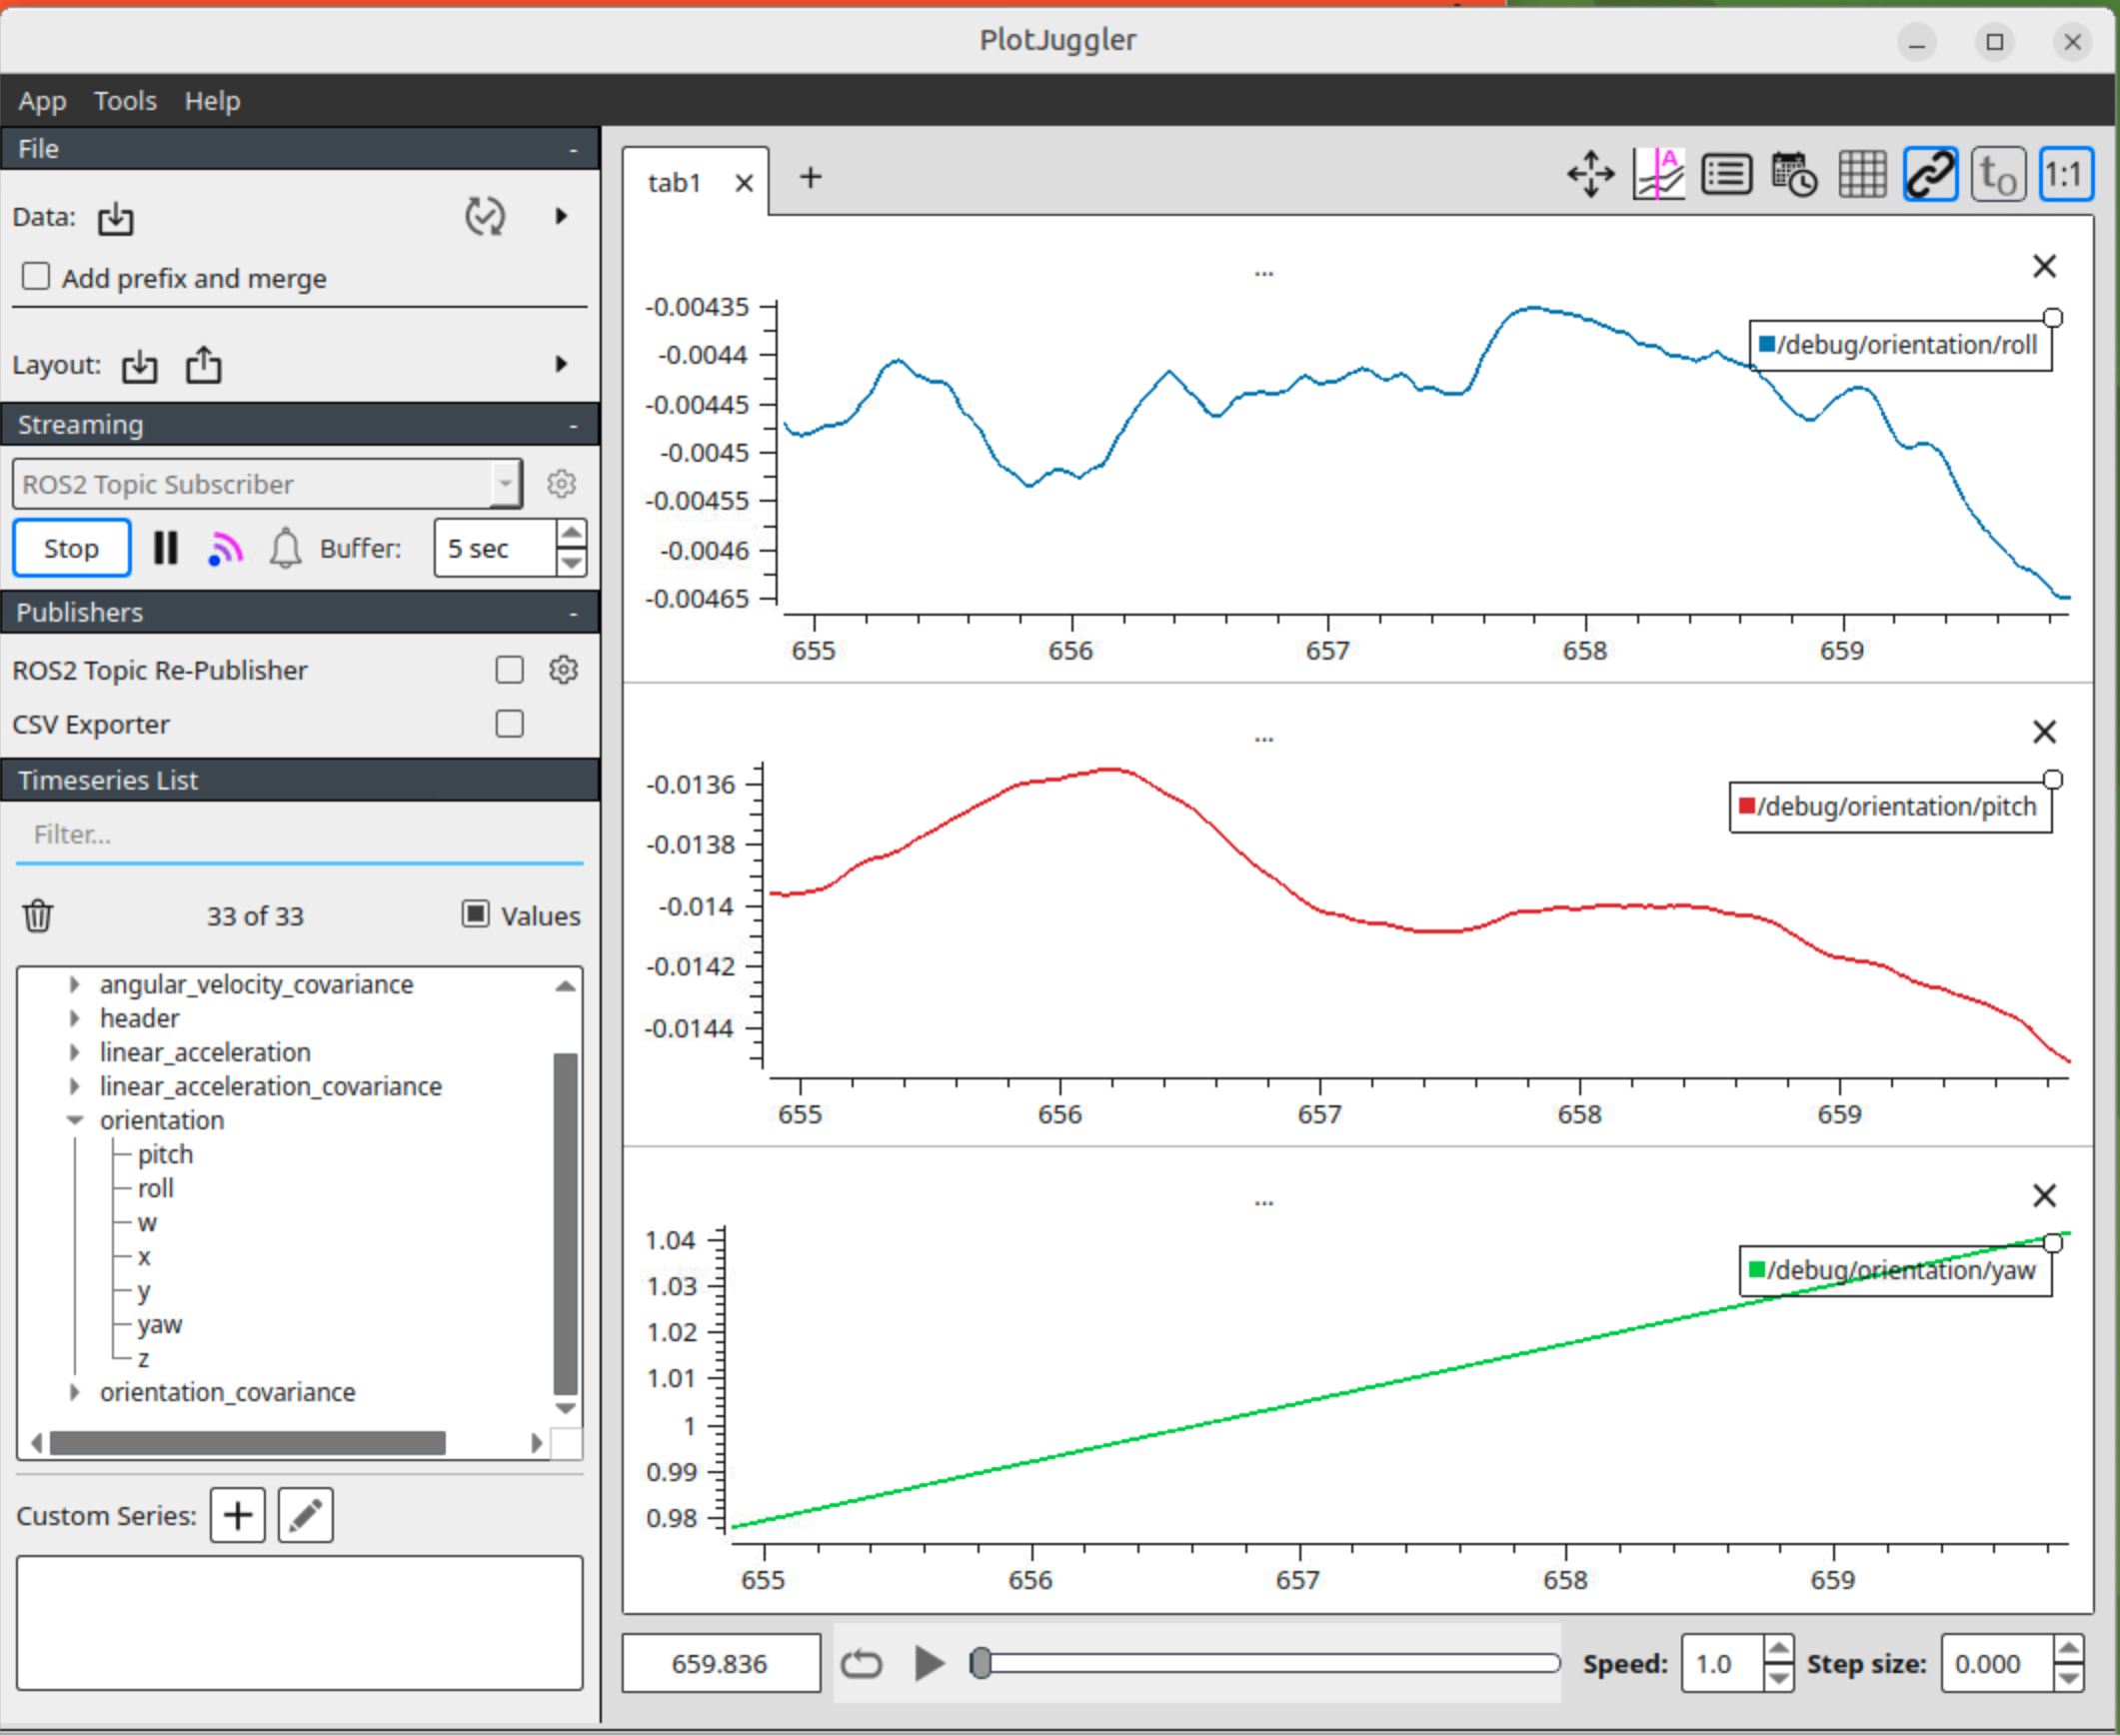 PlotJuggler
App Tools Help
File -
Data:
Add prefix and merge
Layout:
Streaming -
ROS2 Topic Subscriber
Stop Buffer: 5 sec
Publishers -
ROS2 Topic Re-Publisher
CSV Exporter
Timeseries List
Filter...
33 of 33 Values
angular_velocity_covariance
header
linear_acceleration
linear_acceleration_covariance
orientation
pitch
roll
w
x
y
yaw
z
orientation_covariance
Custom Series:
tab1
A to 1:1
...
/debug/orientation/roll
-0.00435
-0.0044
-0.00445
-0.0045
-0.00455
-0.0046
-0.00465
655 656 657 658 659
...
/debug/orientation/pitch
-0.0136
-0.0138
-0.014
-0.0142
-0.0144
655 656 657 658 659
...
/debug/orientation/yaw
1.04
1.03
1.02
1.01
1
0.99
0.98
655 656 657 658 659
659.836 Speed: 1.0 Step size: 0.000